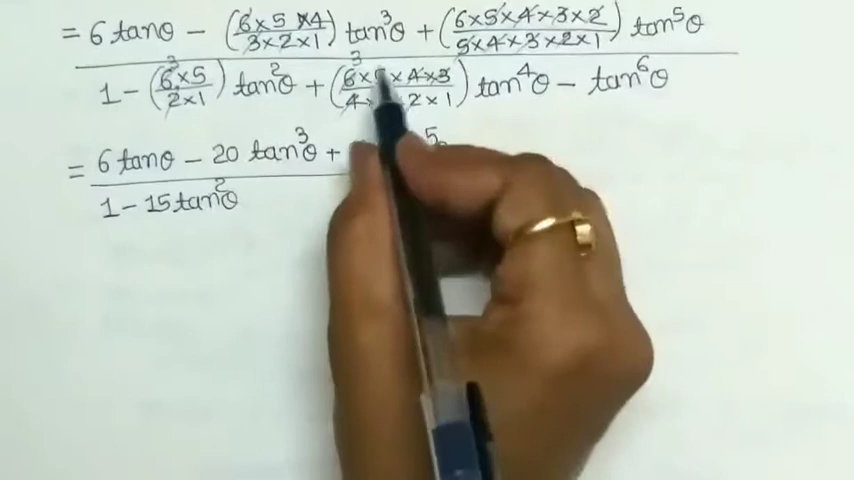 = 6 tanθ − (6×5×4/3×2×1) tan³θ + (6×5×4×3×2/5×4×3×2×1) tan⁵θ
1 − (6×5/2×1) tan²θ + (6×5×4×3/4× 2×1) tan⁴θ − tan⁶θ
= 6 tanθ − 20 tan³θ + 5
1 − 15 tan²θ